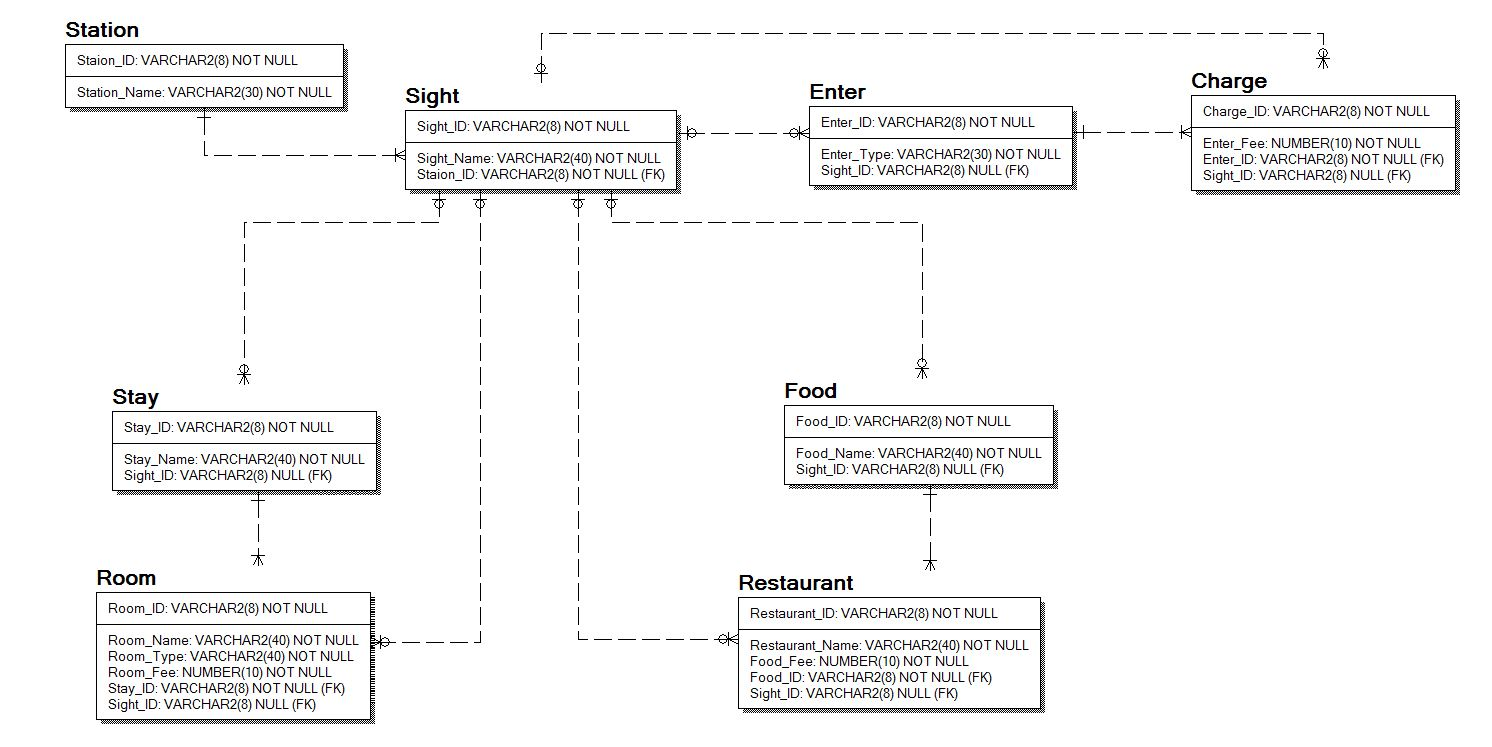 Station
Staion_ID: VARCHAR2(8) NOT NULL
Station_Name: VARCHAR2(30) NOT NULL
Sight
Sight_ID: VARCHAR2(8) NOT NULL
Sight_Name: VARCHAR2(40) NOT NULL
Staion_ID: VARCHAR2(8) NOT NULL (FK)
Enter
Enter_ID: VARCHAR2(8) NOT NULL
Enter_Type: VARCHAR2(30) NOT NULL
Sight_ID: VARCHAR2(8) NULL (FK)
Charge
Charge_ID: VARCHAR2(8) NOT NULL
Enter_Fee: NUMBER(10) NOT NULL
Enter_ID: VARCHAR2(8) NOT NULL (FK)
Sight_ID: VARCHAR2(8) NULL (FK)
Stay
Stay_ID: VARCHAR2(8) NOT NULL
Stay_Name: VARCHAR2(40) NOT NULL
Sight_ID: VARCHAR2(8) NULL (FK)
Food
Food_ID: VARCHAR2(8) NOT NULL
Food_Name: VARCHAR2(40) NOT NULL
Sight_ID: VARCHAR2(8) NULL (FK)
Room
Room_ID: VARCHAR2(8) NOT NULL
Room_Name: VARCHAR2(40) NOT NULL
Room_Type: VARCHAR2(40) NOT NULL
Room_Fee: NUMBER(10) NOT NULL
Stay_ID: VARCHAR2(8) NOT NULL (FK)
Sight_ID: VARCHAR2(8) NULL (FK)
Restaurant
Restaurant_ID: VARCHAR2(8) NOT NULL
Restaurant_Name: VARCHAR2(40) NOT NULL
Food_Fee: NUMBER(10) NOT NULL
Food_ID: VARCHAR2(8) NOT NULL (FK)
Sight_ID: VARCHAR2(8) NULL (FK)